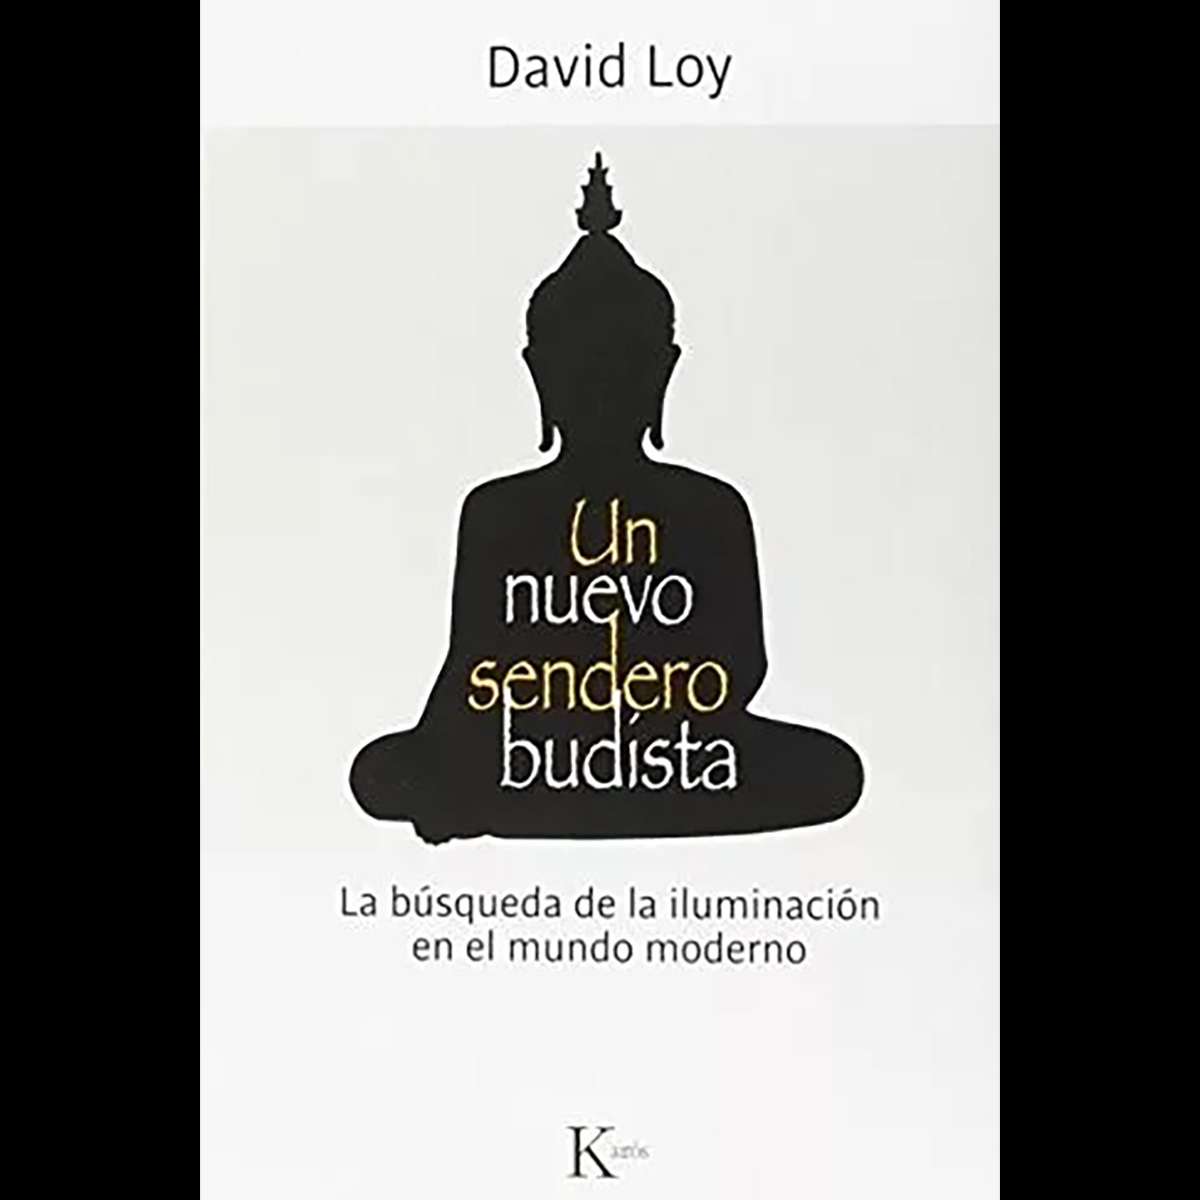 David Loy
Un
nuevo
sendero
budista
La búsqueda de la iluminación
en el mundo moderno
Kairós